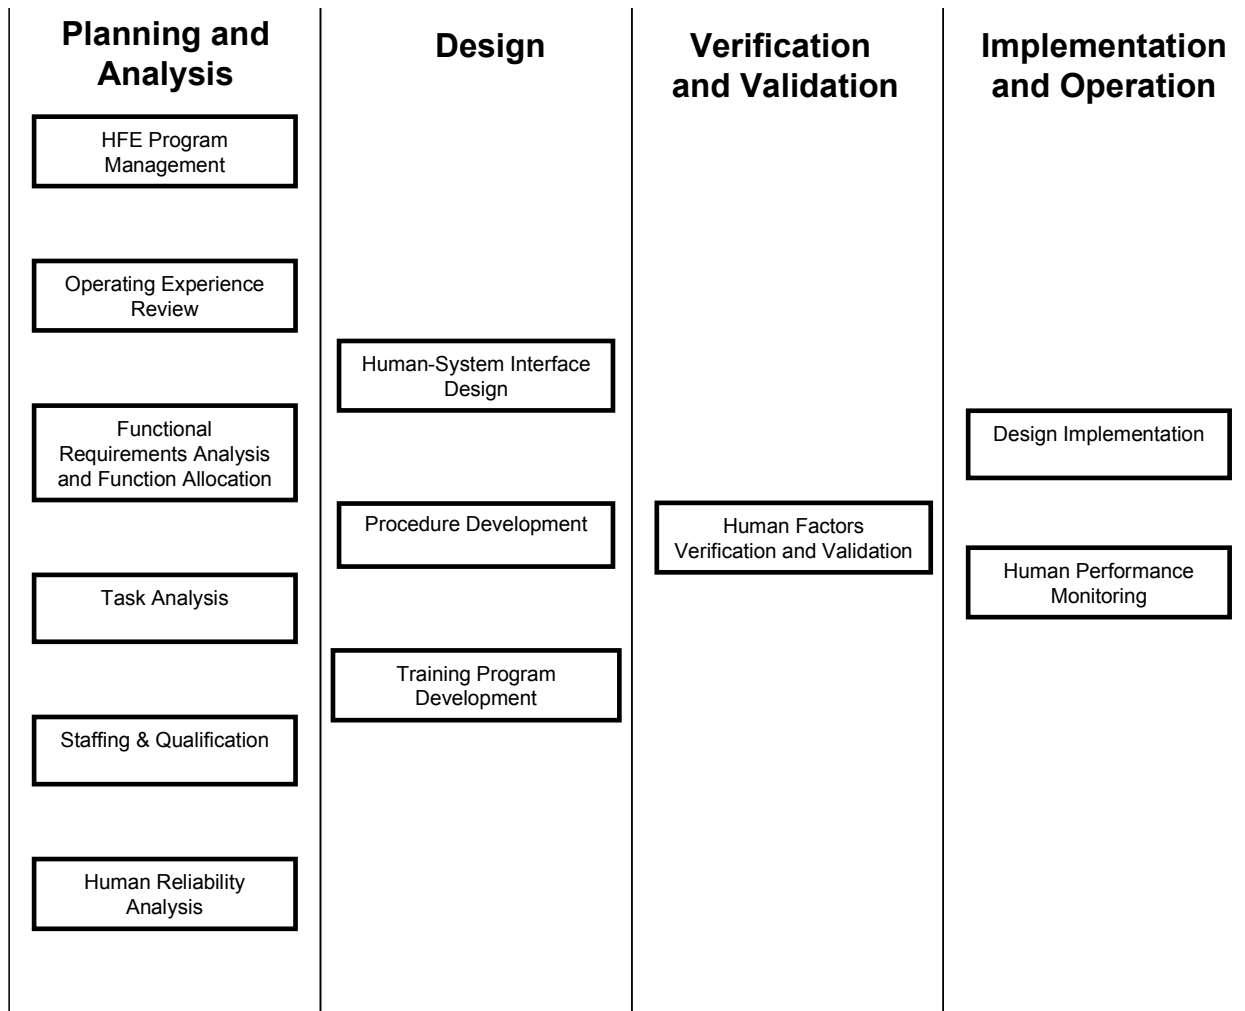 Planning and
Analysis
HFE Program
Management
Operating Experience
Review
Functional
Requirements Analysis
and Function Allocation
Task Analysis
Staffing & Qualification
Human Reliability
Analysis
Design
Human-System Interface
Design
Procedure Development
Training Program
Development
Verification
and Validation
Human Factors
Verification and Validation
Implementation
and Operation
Design Implementation
Human Performance
Monitoring